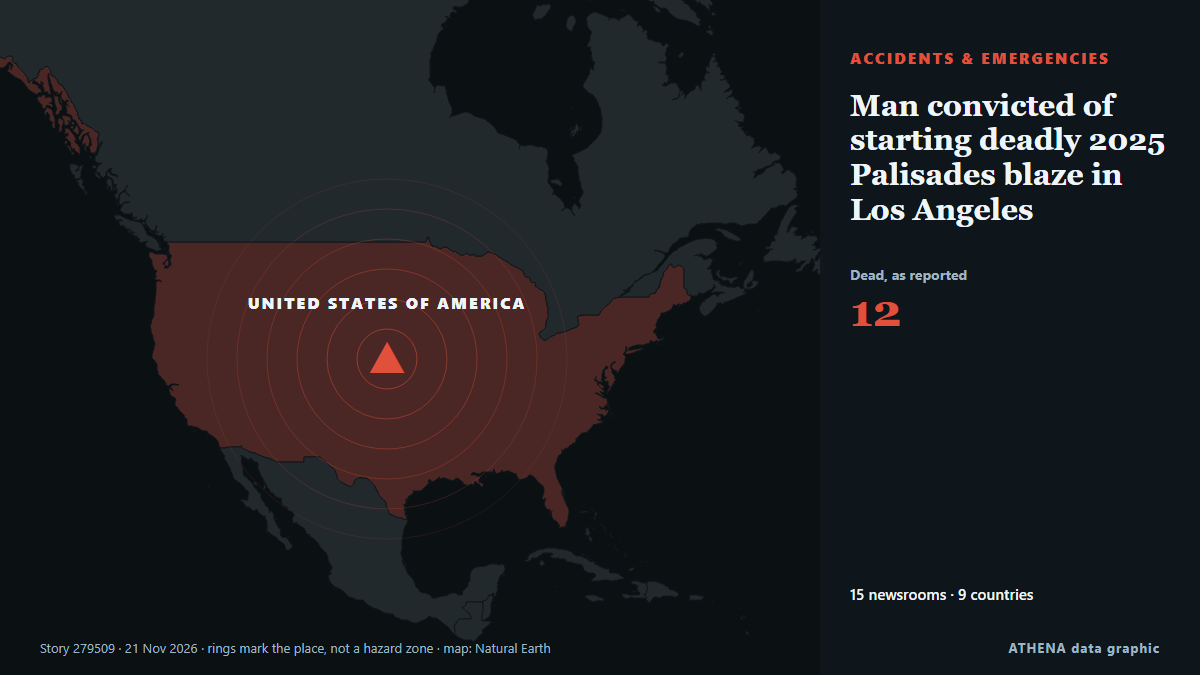 ACCIDENTS & EMERGENCIES
Man convicted of
starting deadly 2025
Palisades blaze in
Los Angeles
Dead, as reported
12
UNITED STATES OF AMERICA
15 newsrooms · 9 countries
Story 279509 · 21 Nov 2026 · rings mark the place, not a hazard zone · map: Natural Earth
ATHENA data graphic